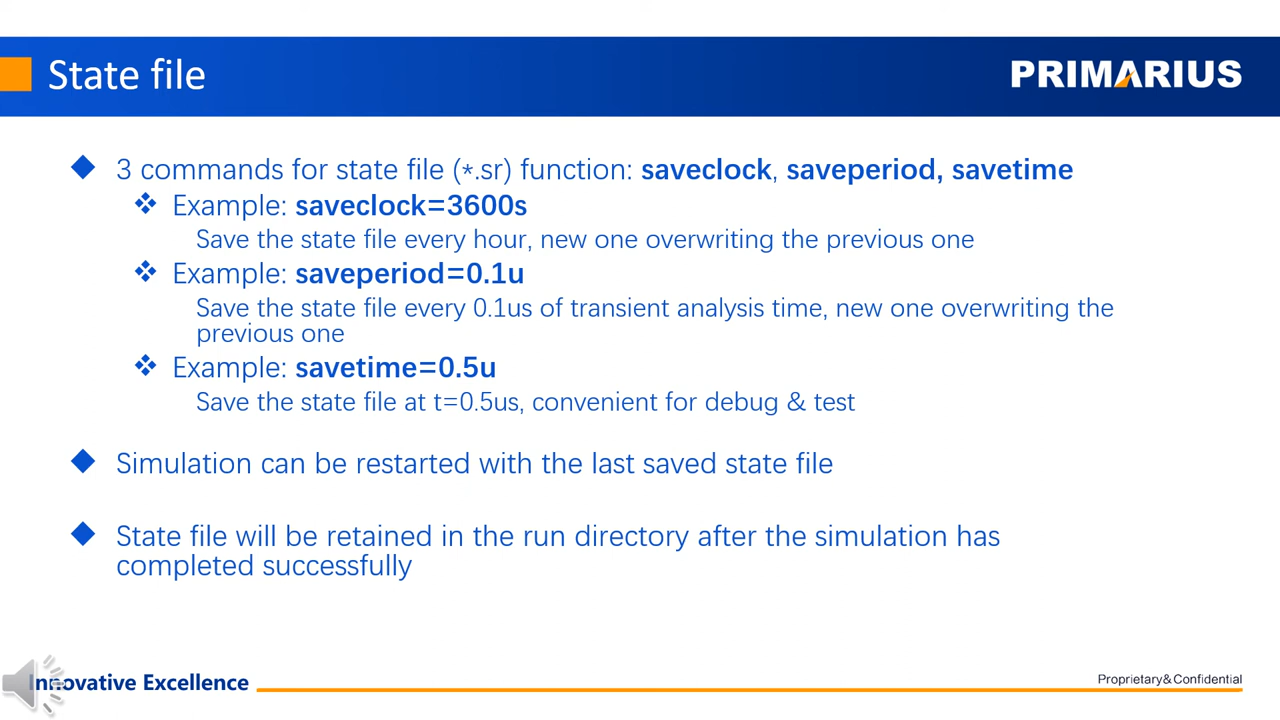 State file
PRIMARIUS
3 commands for state file (*.sr) function: saveclock, saveperiod, savetime
Example: saveclock=3600s
Save the state file every hour, new one overwriting the previous one
Example: saveperiod=0.1u
Save the state file every 0.1us of transient analysis time, new one overwriting the
previous one
Example: savetime=0.5u
Save the state file at t=0.5us, convenient for debug & test
Simulation can be restarted with the last saved state file
State file will be retained in the run directory after the simulation has
completed successfully
Innovative Excellence
Proprietary&Confidential